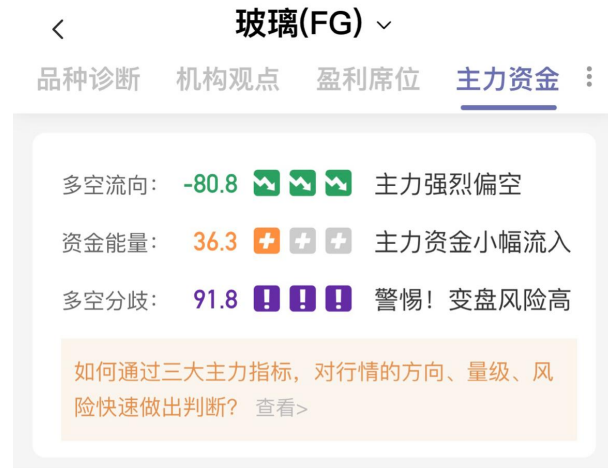 玻璃(FG)
品种诊断 机构观点 盈利席位 主力资金
多空流向： -80.8 主力强烈偏空
资金能量： 36.3 主力资金小幅流入
多空分歧： 91.8 警惕！变盘风险高
如何通过三大主力指标，对行情的方向、量级、风
险快速做出判断？ 查看>